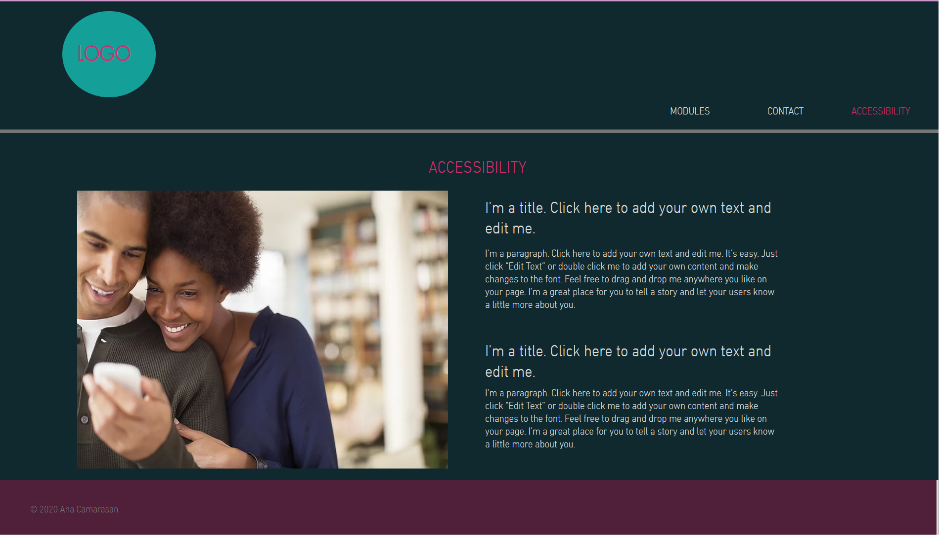 LOGO
MODULES CONTACT ACCESSIBILITY
ACCESSIBILITY
I'm a title. Click here to add your own text and
edit me.
I'm a paragraph. Click here to add your own text and edit me. It's easy. Just
click "Edit Text" or double click me to add your own content and make
changes to the font. Feel free to drag and drop me anywhere you like on
your page. I'm a great place for you to tell a story and let your users know
a little more about you.
I'm a title. Click here to add your own text and
edit me.
I'm a paragraph. Click here to add your own text and edit me. It's easy. Just
click "Edit Text" or double click me to add your own content and make
changes to the font. Feel free to drag and drop me anywhere you like on
your page. I'm a great place for you to tell a story and let your users know
a little more about you.
© 2020 Aha Camarasan